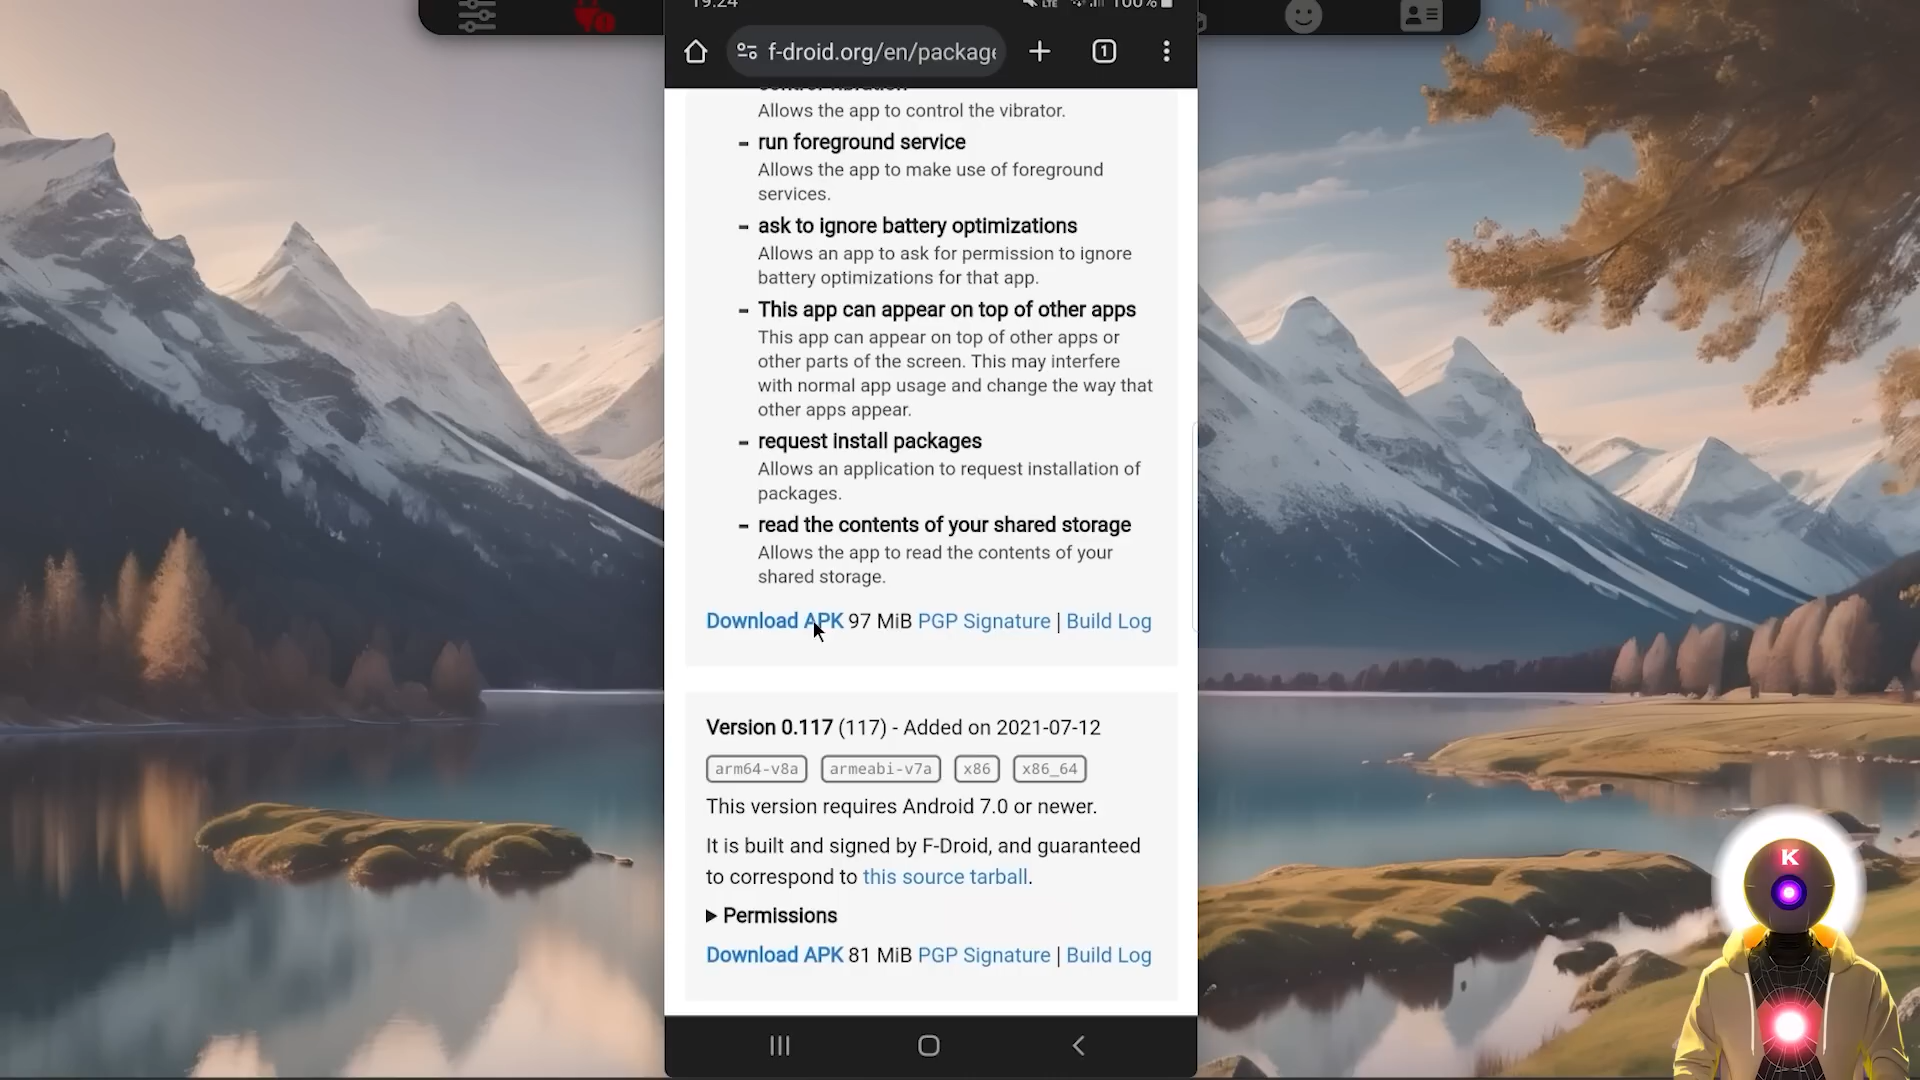 19:24
LTE
100%
f-droid.org/en/package
1
control vibration
Allows the app to control the vibrator.
- run foreground service
Allows the app to make use of foreground
services.
- ask to ignore battery optimizations
Allows an app to ask for permission to ignore
battery optimizations for that app.
- This app can appear on top of other apps
This app can appear on top of other apps or
other parts of the screen. This may interfere
with normal app usage and change the way that
other apps appear.
- request install packages
Allows an application to request installation of
packages.
- read the contents of your shared storage
Allows the app to read the contents of your
shared storage.
Download APK 97 MiB PGP Signature | Build Log
Version 0.117 (117) - Added on 2021-07-12
arm64-v8a armeabi-v7a x86 x86_64
This version requires Android 7.0 or newer.
It is built and signed by F-Droid, and guaranteed
to correspond to this source tarball.
Permissions
Download APK 81 MiB PGP Signature | Build Log
K